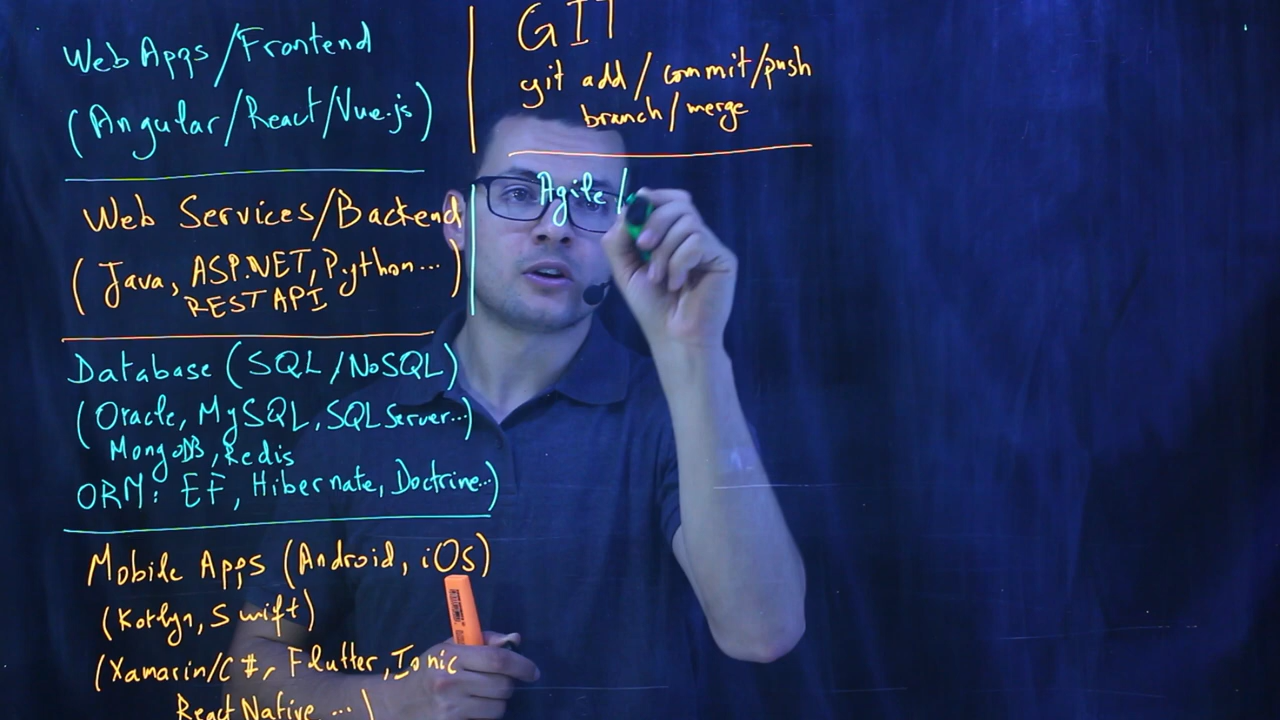 Web Apps/Frontend
(Angular/React/Vue.js)
Web Services/Backend
(Java, ASP.NET, Python...)
REST API
Database (SQL/NoSQL)
(Oracle, MySQL, SQL Server...)
MongoDB, Redis
ORM: EF, Hibernate, Doctrine..)
Mobile Apps (Android, iOs)
(Kotlyn, Swift)
(Xamarin/C#, Flutter, Ionic
React Native, ...)
GIT
git add / commit/push
branch/merge
Agile/